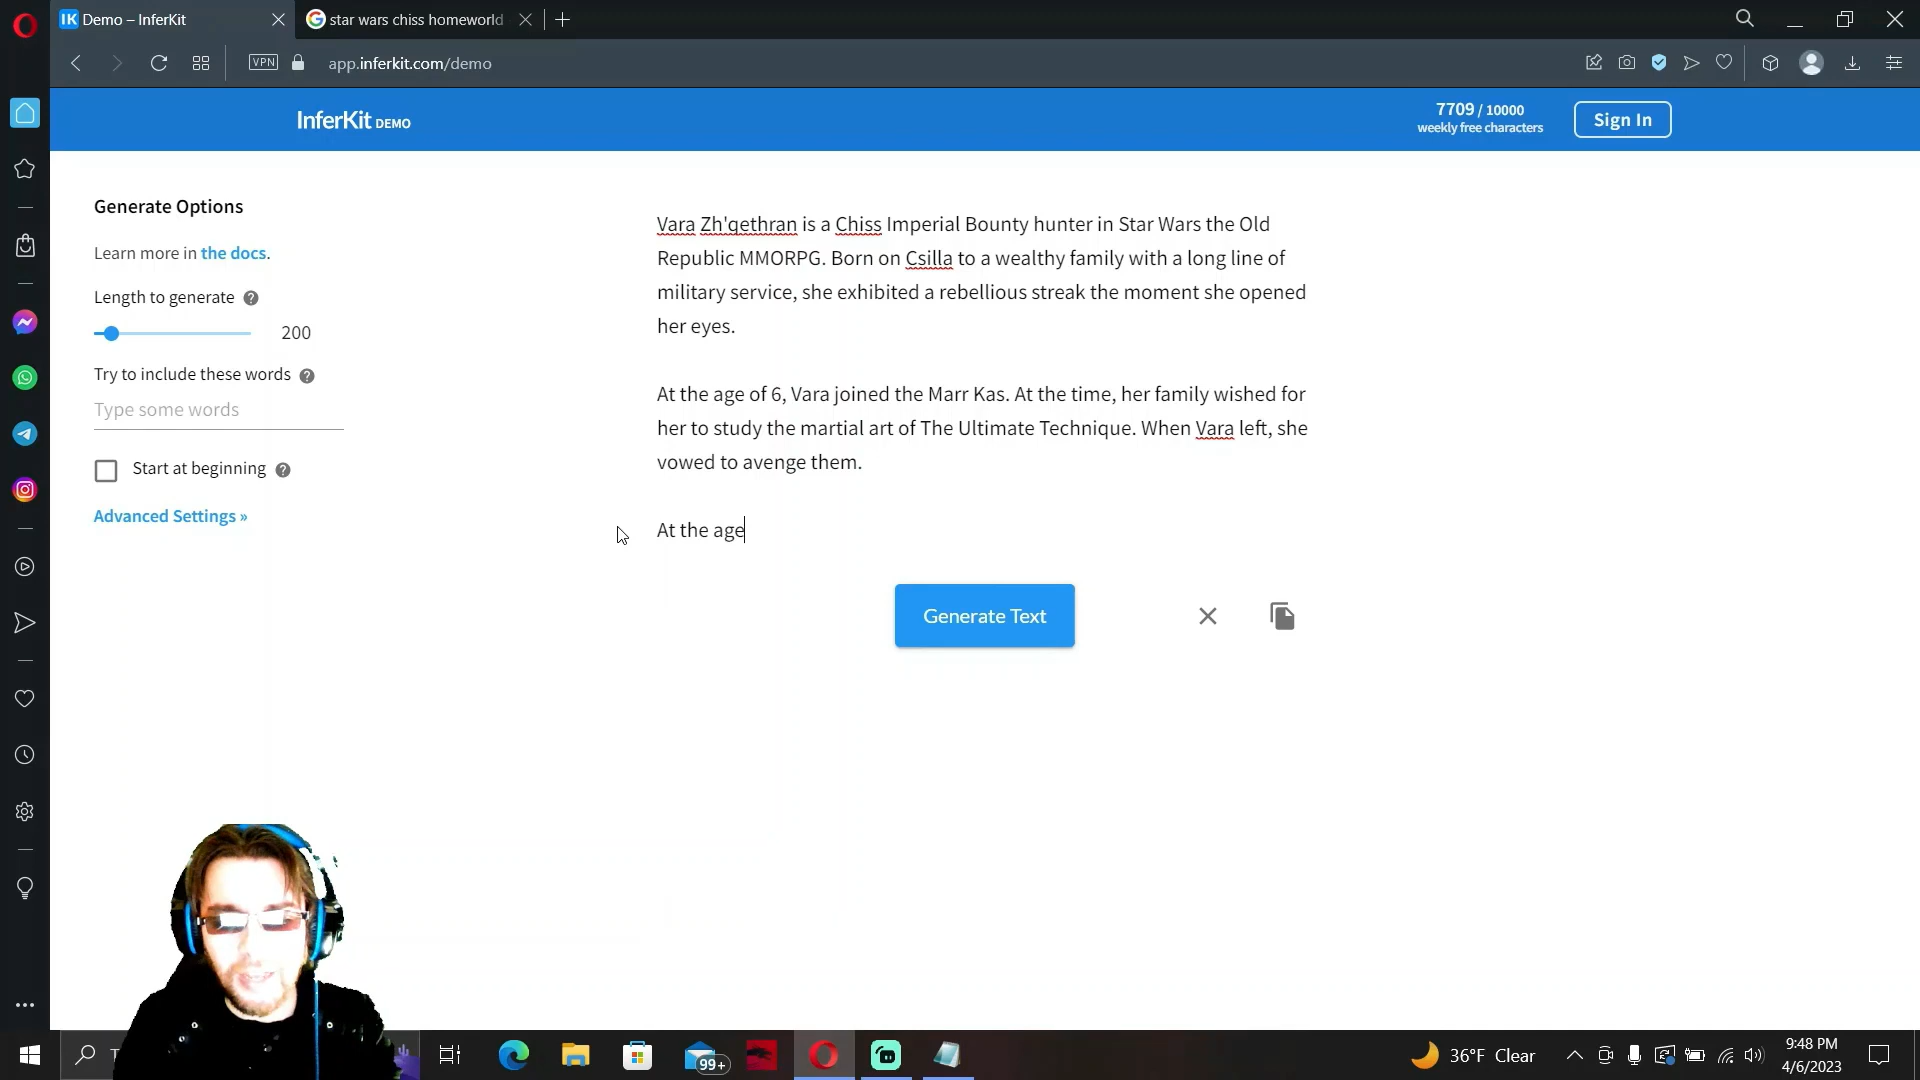 Demo – InferKit
star wars chiss homeworld
VPN
app.inferkit.com/demo
InferKit DEMO
7709 / 10000
weekly free characters
Sign In
Generate Options
Learn more in the docs.
Length to generate
200
Try to include these words
Type some words
Start at beginning
Advanced Settings »
Vara Zh'qethran is a Chiss Imperial Bounty hunter in Star Wars the Old
Republic MMORPG. Born on Csilla to a wealthy family with a long line of
military service, she exhibited a rebellious streak the moment she opened
her eyes.
At the age of 6, Vara joined the Marr Kas. At the time, her family wished for
her to study the martial art of The Ultimate Technique. When Vara left, she
vowed to avenge them.
At the age
Generate Text
99+
36°F Clear
9:48 PM
4/6/2023